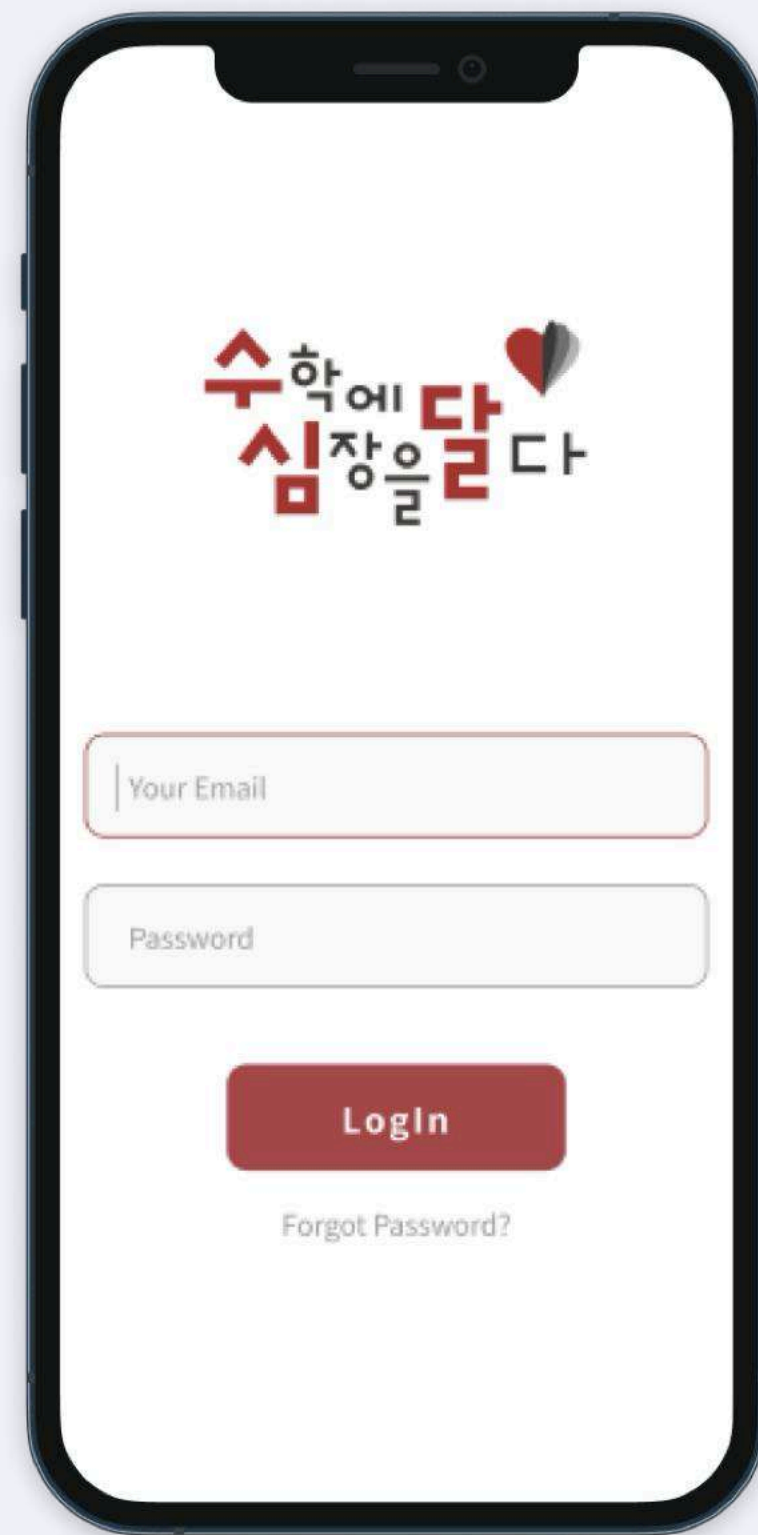 수학에
심장을 달다
Your Email
Password
LogIn
Forgot Password?